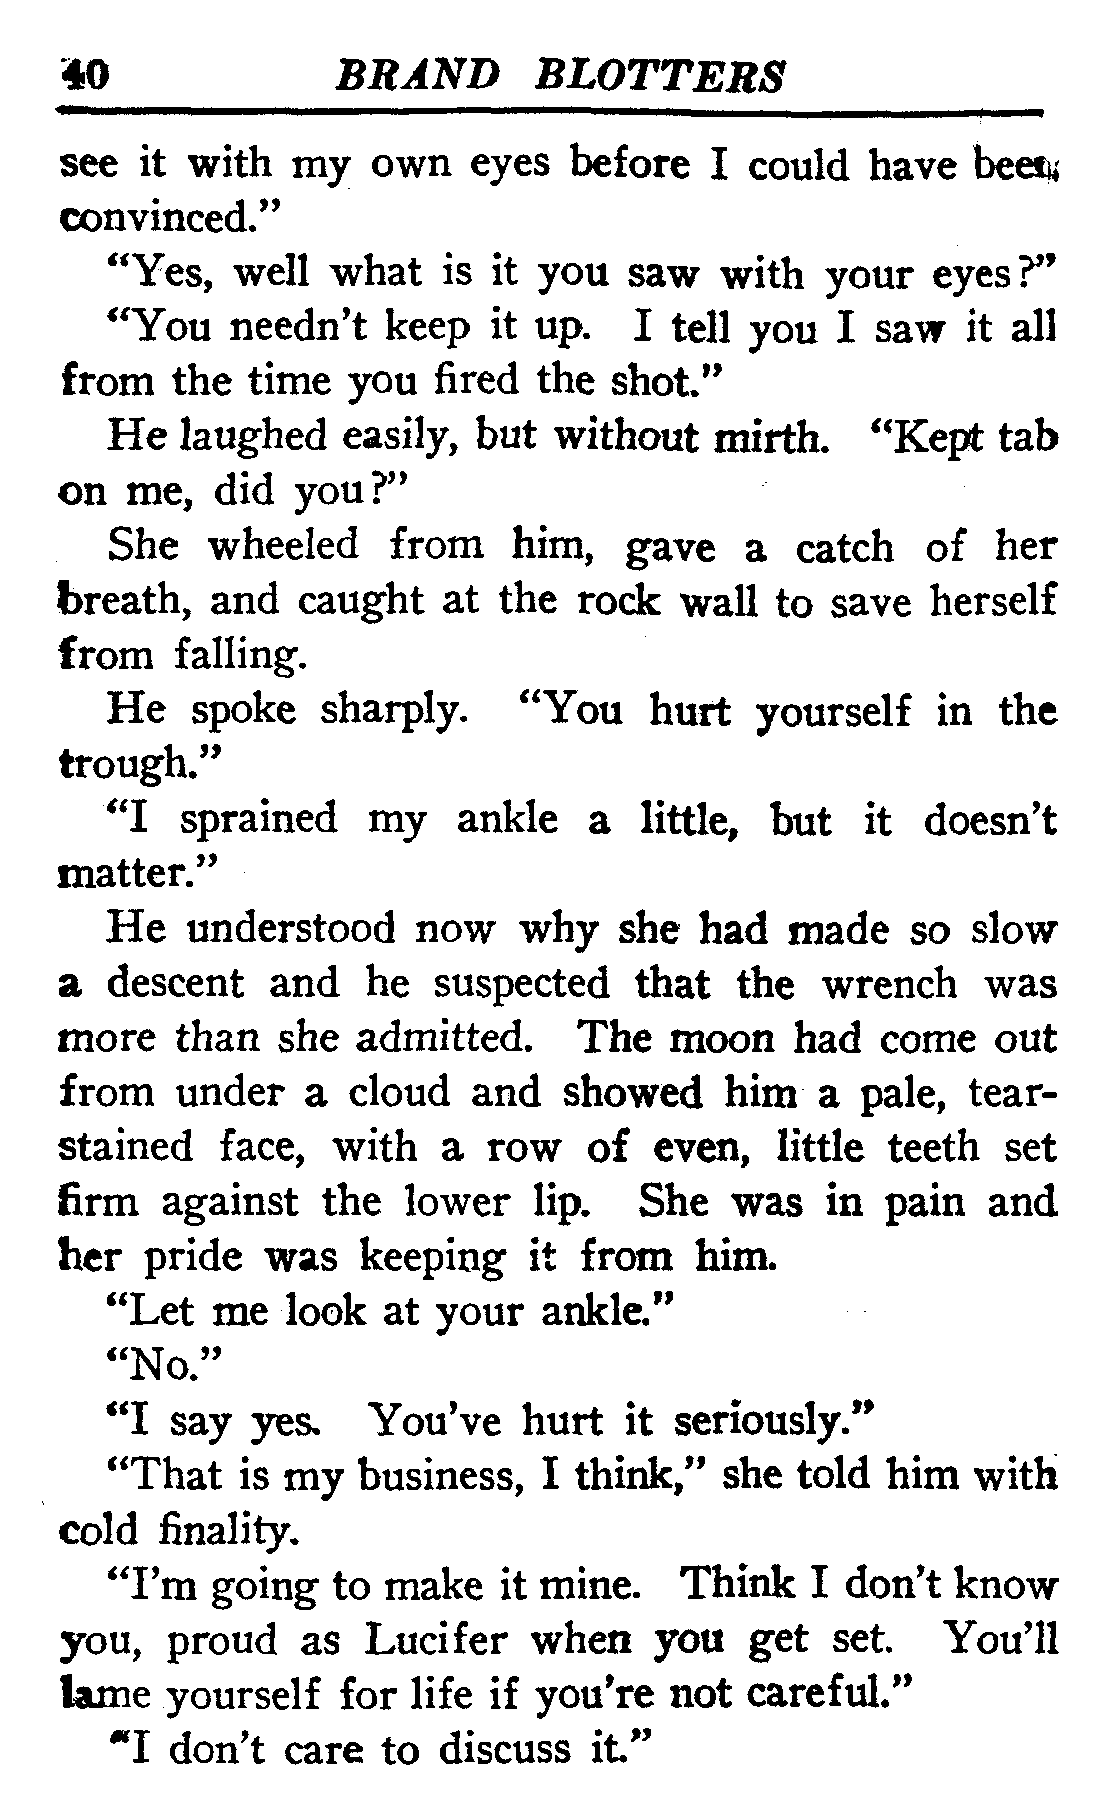 40 BRAND BLOTTERS
see it with my own eyes before I could have been
convinced."
"Yes, well what is it you saw with your eyes?"
"You needn't keep it up. I tell you I saw it all
from the time you fired the shot."
He laughed easily, but without mirth. "Kept tab
on me, did you?"
She wheeled from him, gave a catch of her
breath, and caught at the rock wall to save herself
from falling.
He spoke sharply. "You hurt yourself in the
trough."
"I sprained my ankle a little, but it doesn't
matter."
He understood now why she had made so slow
a descent and he suspected that the wrench was
more than she admitted. The moon had come out
from under a cloud and showed him a pale, tear-
stained face, with a row of even, little teeth set
firm against the lower lip. She was in pain and
her pride was keeping it from him.
"Let me look at your ankle."
"No."
"I say yes. You've hurt it seriously."
"That is my business, I think," she told him with
cold finality.
"I'm going to make it mine. Think I don't know
you, proud as Lucifer when you get set. You'll
lame yourself for life if you're not careful."
"I don't care to discuss it."